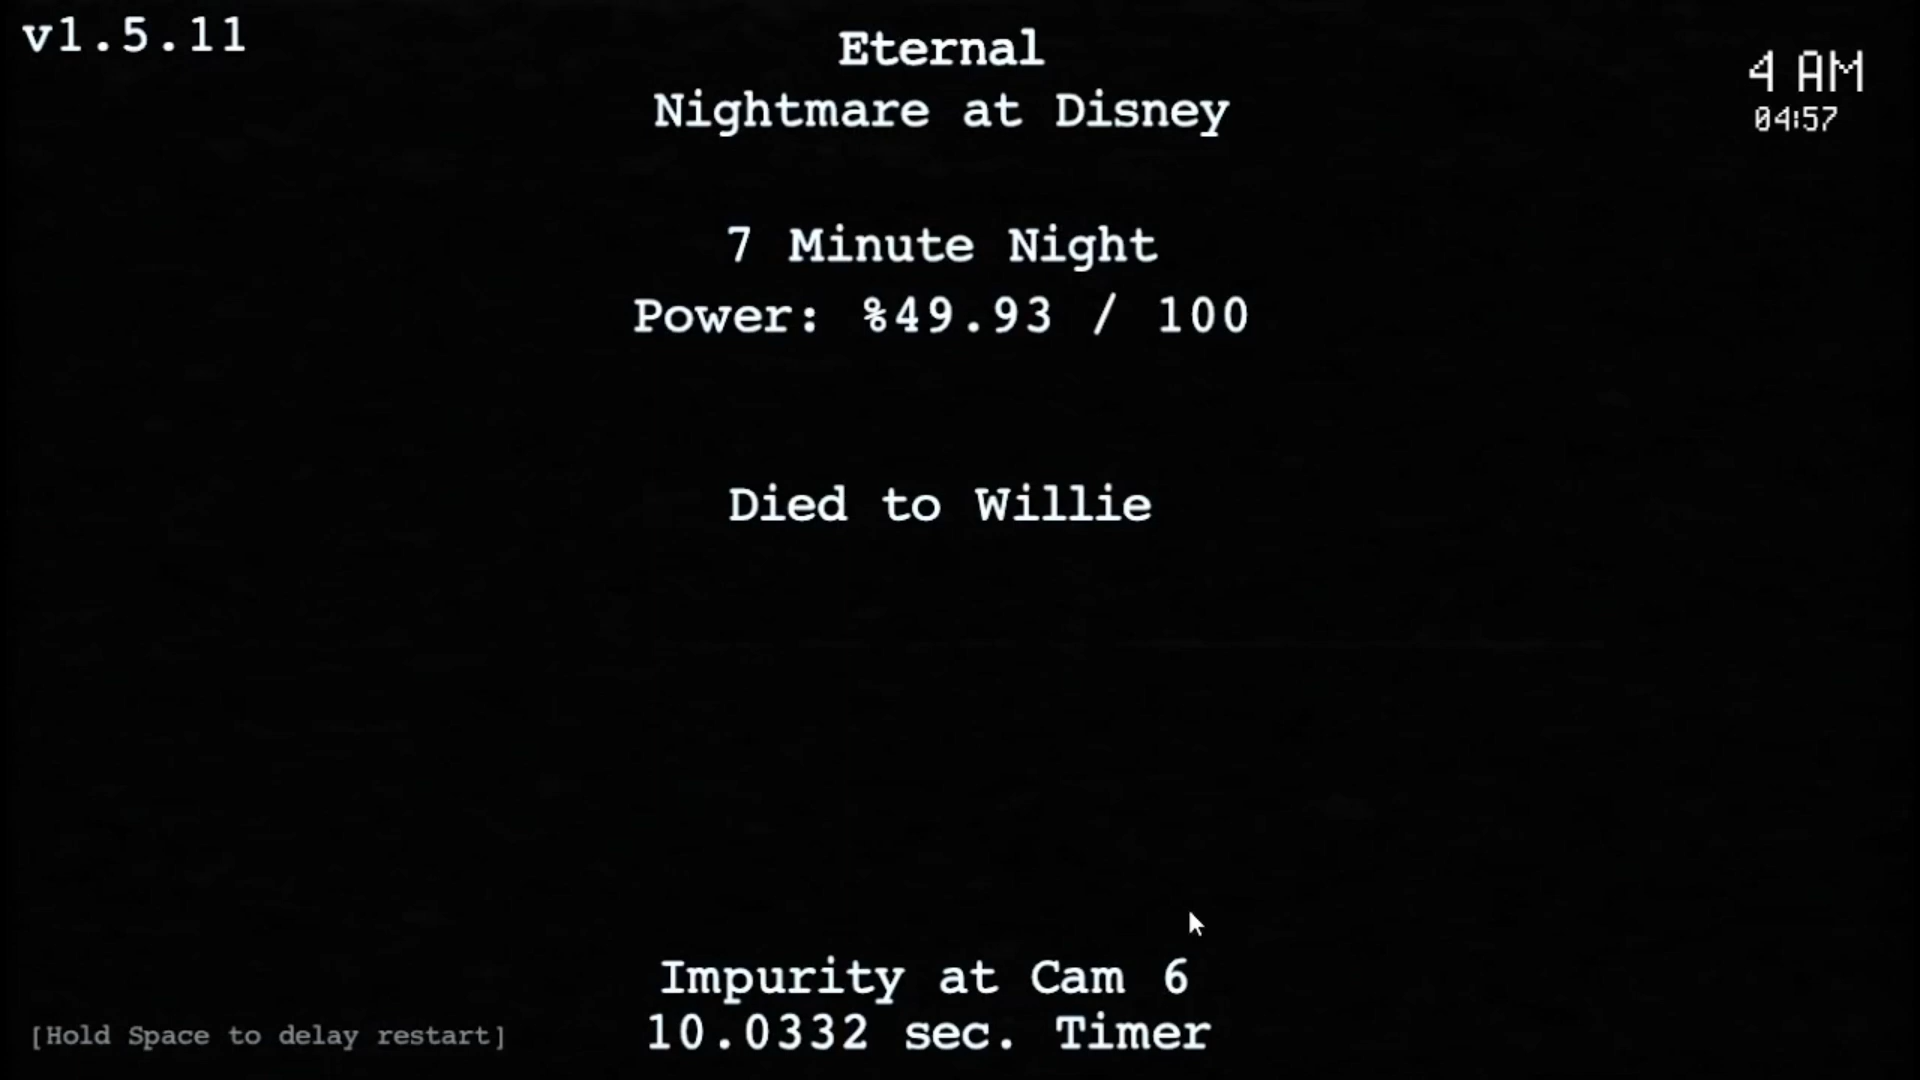 v1.5.11
Eternal
Nightmare at Disney
4 AM
04:57
7 Minute Night
Power: %49.93 / 100
Died to Willie
Impurity at Cam 6
10.0332 sec. Timer
[Hold Space to delay restart]